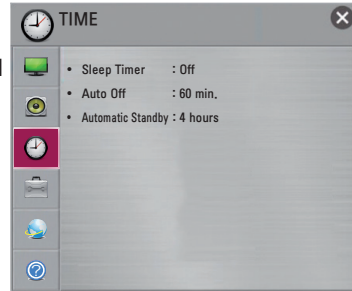 TIME
• Sleep Timer : Off
• Auto Off : 60 min.
• Automatic Standby : 4 hours